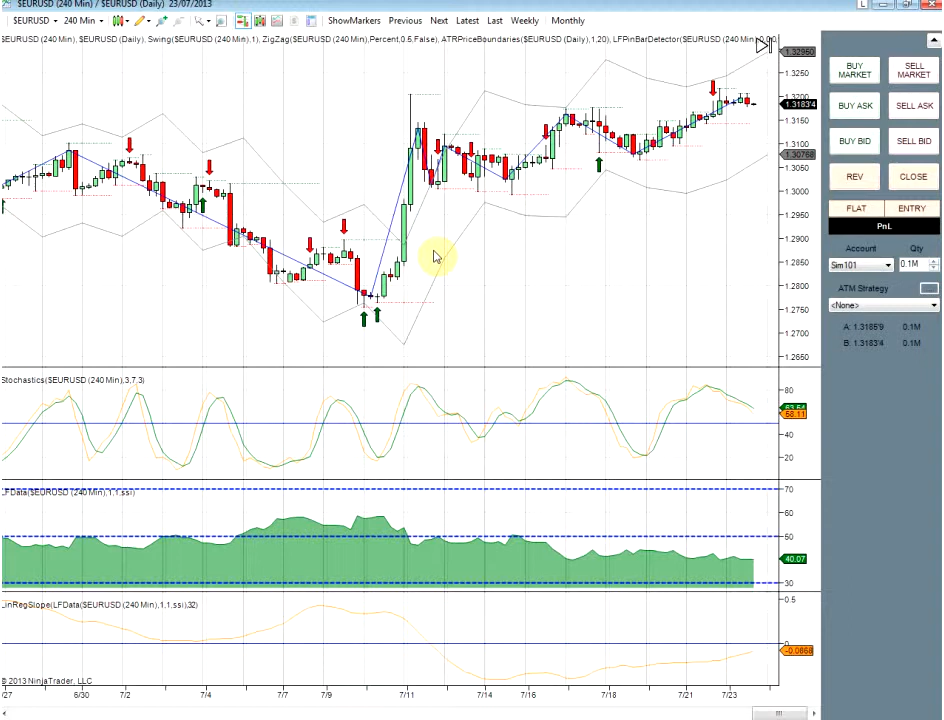 $EURUSD (240 Min) / $EURUSD (Daily) 23/07/2013
$EURUSD 240 Min ShowMarkers Previous Next Latest Last Weekly Monthly
$EURUSD (240 Min), $EURUSD (Daily), Swing($EURUSD (240 Min),1), ZigZag($EURUSD (240 Min),Percent,0.5,False), ATRPriceBoundaries($EURUSD (Daily),1,20), LFPinBarDetector($EURUSD (240 Min)
1.32950
1.3250
1.3200
1.3183'4
1.3150
1.3100
1.3076
1.3000
1.2950
1.2900
1.2850
1.2800
1.2750
1.2700
1.2650
Stochastics($EURUSD (240 Min),3,7,3)
80
58.11
40
20
LFData($EURUSD (240 Min),1,1,ssi)
70
60
50
40.07
30
LinRegSlope(LFData($EURUSD (240 Min),1,1,ssi),32)
0.5
0
-0.0668
© 2013 NinjaTrader, LLC
/27 6/30 7/2 7/4 7/7 7/9 7/11 7/14 7/16 7/18 7/21 7/23
L
BUY MARKET
SELL MARKET
BUY ASK SELL ASK
BUY BID SELL BID
REV CLOSE
FLAT ENTRY
PnL
Account Qty
Sim101 0.1M
ATM Strategy
<None>
A: 1.3185'9 0.1M
B: 1.3183'4 0.1M